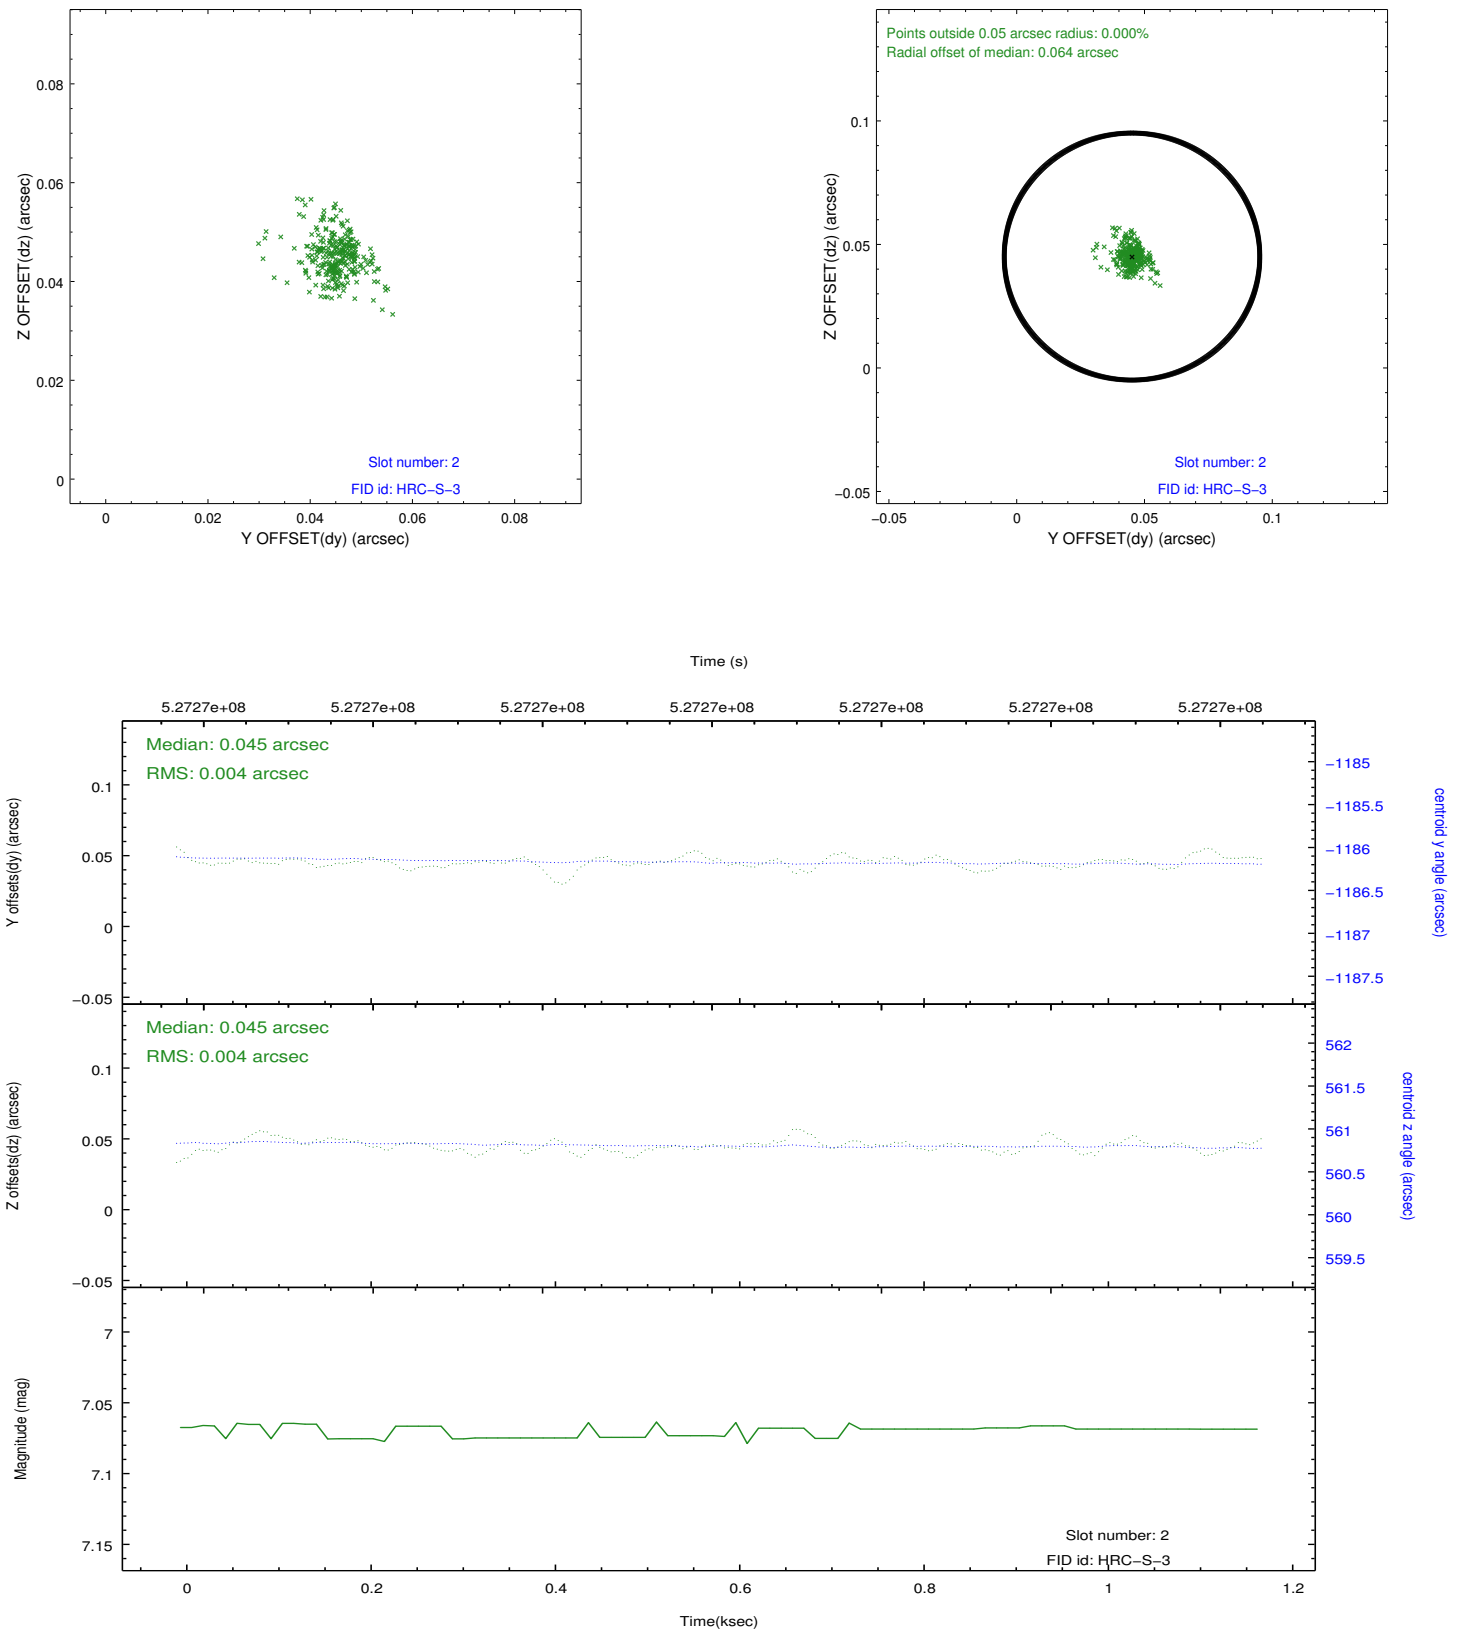 0.08
0.06
0.04
0.02
0
Z OFFSET(dz) (arcsec)
Slot number: 2
FID id: HRC−S−3
0 0.02 0.04 0.06 0.08
Y OFFSET(dy) (arcsec)
Points outside 0.05 arcsec radius: 0.000%
Radial offset of median: 0.064 arcsec
0.1
0.05
0
−0.05
Z OFFSET(dz) (arcsec)
Slot number: 2
FID id: HRC−S−3
−0.05 0 0.05 0.1
Y OFFSET(dy) (arcsec)
Time (s)
5.2727e+08 5.2727e+08 5.2727e+08 5.2727e+08 5.2727e+08 5.2727e+08 5.2727e+08
Median: 0.045 arcsec
RMS: 0.004 arcsec
0.1
0.05
0
−0.05
Y offsets(dy) (arcsec)
−1185
−1185.5
−1186
−1186.5
−1187
−1187.5
centroid y angle (arcsec)
Median: 0.045 arcsec
RMS: 0.004 arcsec
0.1
0.05
0
−0.05
Z offsets(dz) (arcsec)
562
561.5
561
560.5
560
559.5
centroid z angle (arcsec)
7
7.05
7.1
7.15
Magnitude (mag)
Slot number: 2
FID id: HRC−S−3
0 0.2 0.4 0.6 0.8 1 1.2
Time(ksec)